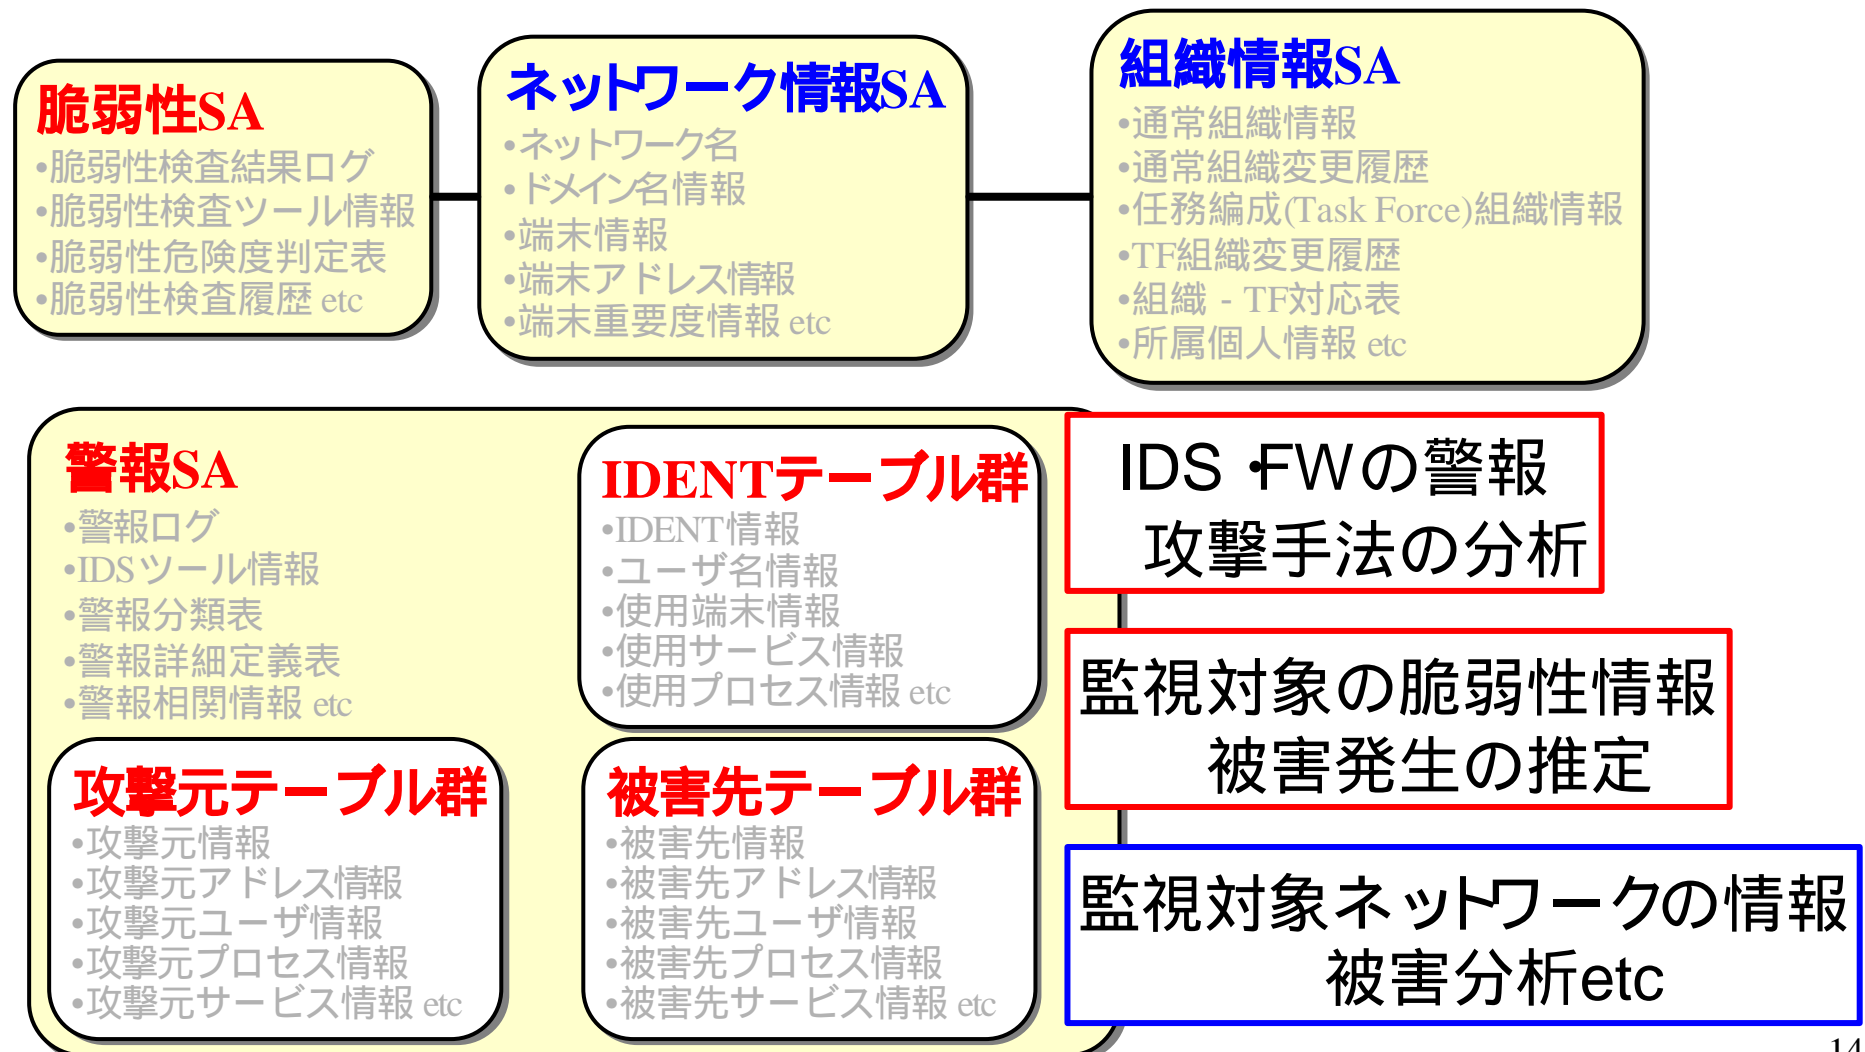 脆弱性SA
•脆弱性検査結果ログ
•脆弱性検査ツール情報
•脆弱性危険度判定表
•脆弱性検査履歴 etc
ネットワーク情報SA
•ネットワーク名
•ドメイン名情報
•端末情報
•端末アドレス情報
•端末重要度情報 etc
組織情報SA
•通常組織情報
•通常組織変更履歴
•任務編成(Task Force)組織情報
•TF組織変更履歴
•組織 - TF対応表
•所属個人情報 etc
警報SA
•警報ログ
•IDSツール情報
•警報分類表
•警報詳細定義表
•警報相関情報 etc
IDENTテーブル群
•IDENT情報
•ユーザ名情報
•使用端末情報
•使用サービス情報
•使用プロセス情報 etc
攻撃元テーブル群
•攻撃元情報
•攻撃元アドレス情報
•攻撃元ユーザ情報
•攻撃元プロセス情報
•攻撃元サービス情報 etc
被害先テーブル群
•被害先情報
•被害先アドレス情報
•被害先ユーザ情報
•被害先プロセス情報
•被害先サービス情報 etc
IDS・FWの警報
攻撃手法の分析
監視対象の脆弱性情報
被害発生の推定
監視対象ネットワークの情報
被害分析etc
14